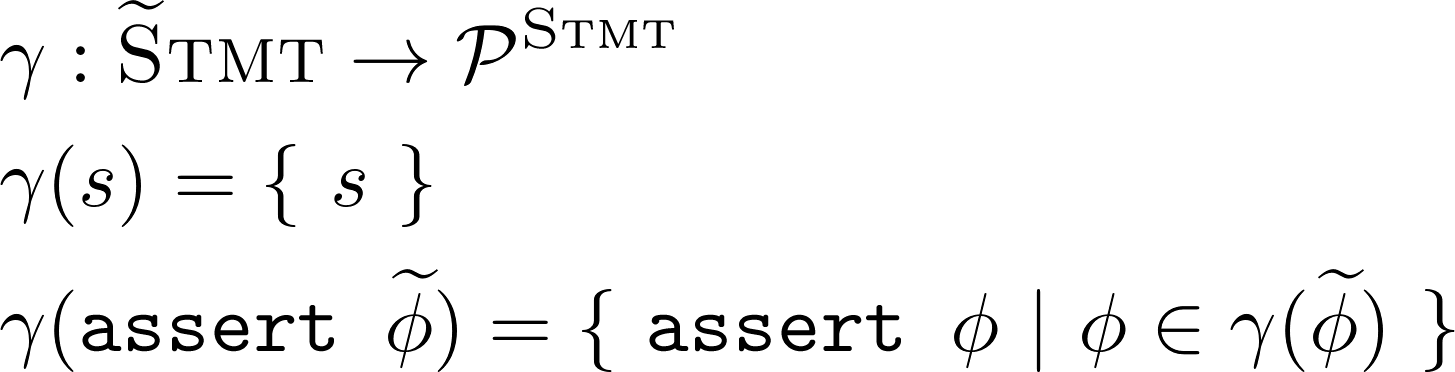 γ : S̃TMT → 𝒫^STMT
γ(s) = { s }
γ(assert ϕ̃) = { assert ϕ | ϕ ∈ γ(ϕ̃) }